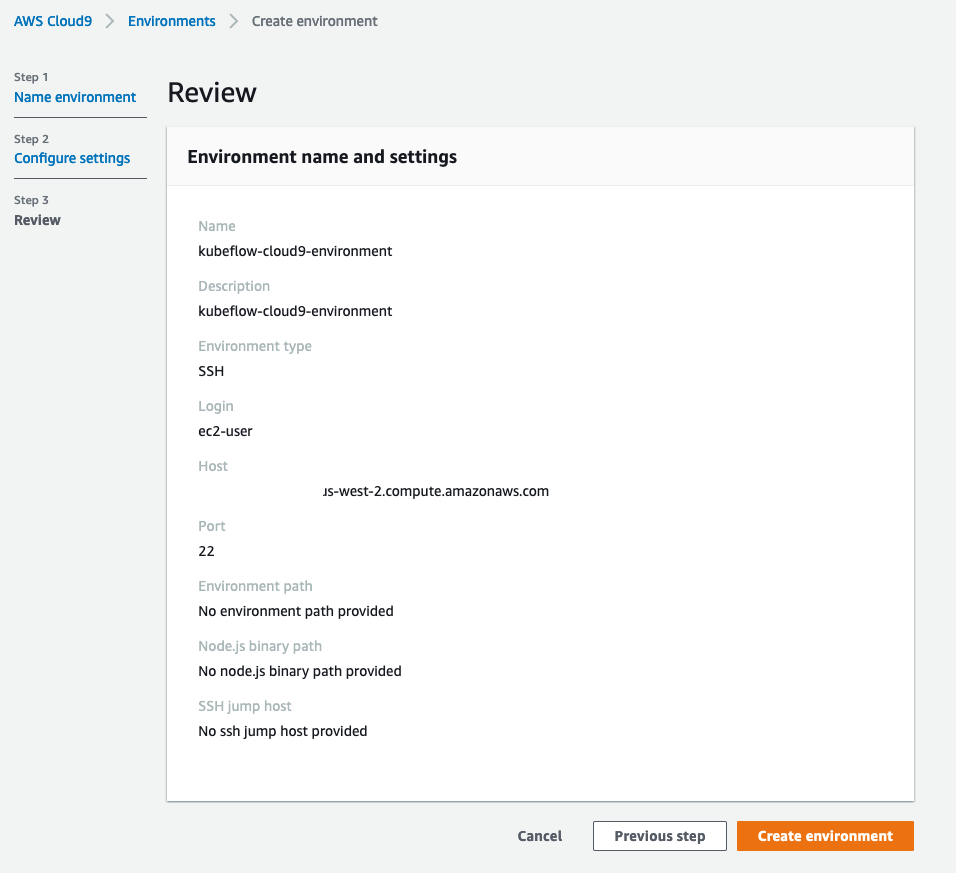 AWS Cloud9 > Environments > Create environment
Step 1
Name environment
Step 2
Configure settings
Step 3
Review
Review
Environment name and settings
Name
kubeflow-cloud9-environment
Description
kubeflow-cloud9-environment
Environment type
SSH
Login
ec2-user
Host
us-west-2.compute.amazonaws.com
Port
22
Environment path
No environment path provided
Node.js binary path
No node.js binary path provided
SSH jump host
No ssh jump host provided
Cancel
Previous step
Create environment